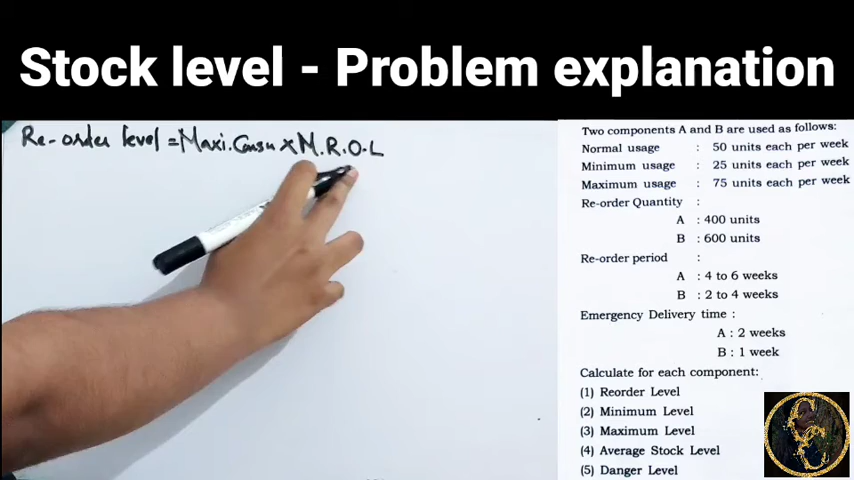 Stock level - Problem explanation
Re-order level = Maxi. Consu x M.R.O.L
Two components A and B are used as follows:
Normal usage : 50 units each per week
Minimum usage : 25 units each per week
Maximum usage : 75 units each per week
Re-order Quantity :
A : 400 units
B : 600 units
Re-order period :
A : 4 to 6 weeks
B : 2 to 4 weeks
Emergency Delivery time :
A : 2 weeks
B : 1 week
Calculate for each component:
(1) Reorder Level
(2) Minimum Level
(3) Maximum Level
(4) Average Stock Level
(5) Danger Level